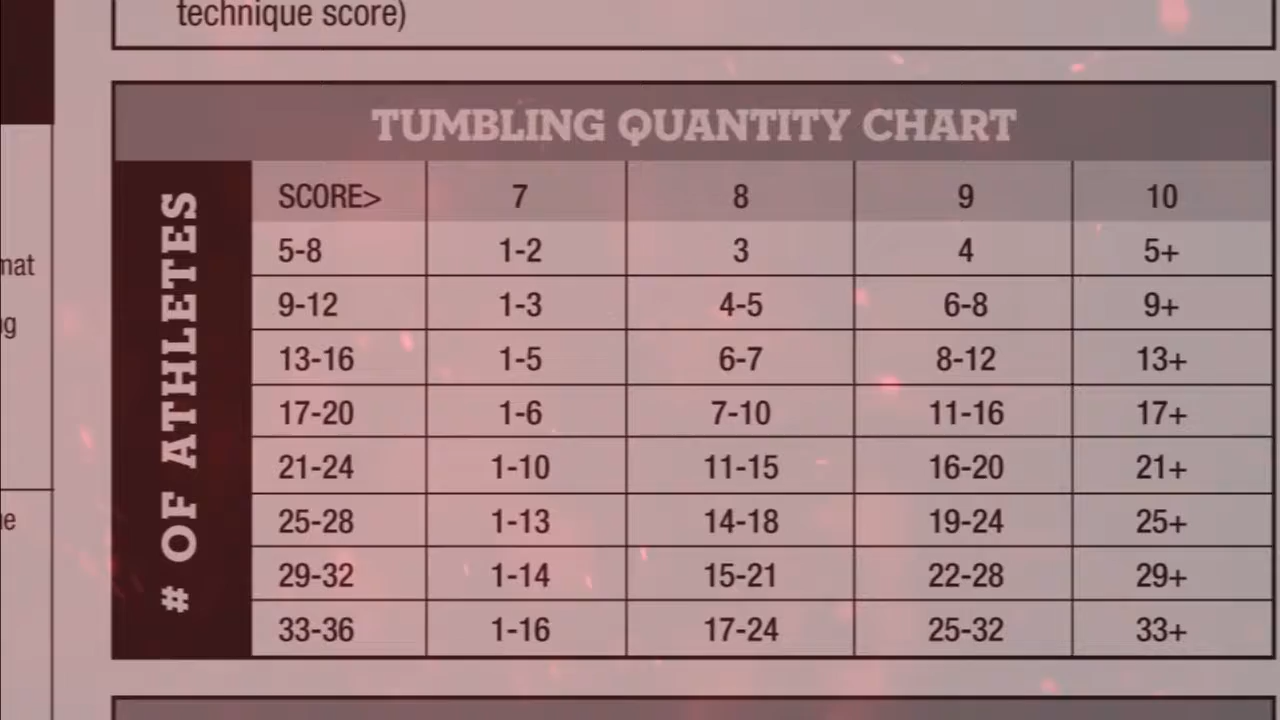 technique score)
TUMBLING QUANTITY CHART
# OF ATHLETES
SCORE> 7 8 9 10
5-8 1-2 3 4 5+
9-12 1-3 4-5 6-8 9+
13-16 1-5 6-7 8-12 13+
17-20 1-6 7-10 11-16 17+
21-24 1-10 11-15 16-20 21+
25-28 1-13 14-18 19-24 25+
29-32 1-14 15-21 22-28 29+
33-36 1-16 17-24 25-32 33+